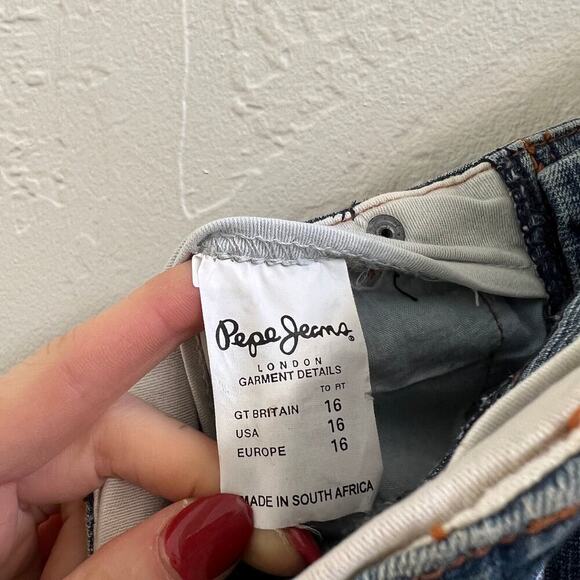 Pepe Jeans®
LONDON
GARMENT DETAILS
TO FIT
GT BRITAIN 16
USA 16
EUROPE 16
MADE IN SOUTH AFRICA